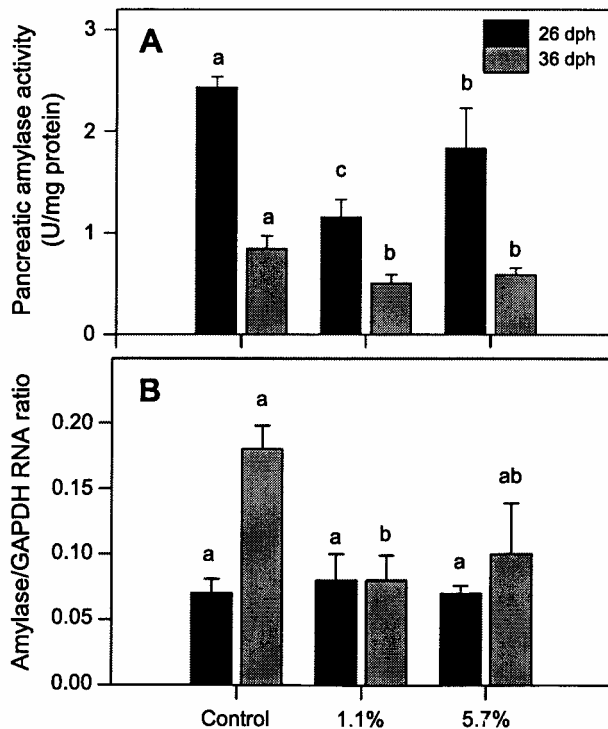 A
26 dph
36 dph
Pancreatic amylase activity
(U/mg protein)
3
2
1
0
a
a
c
b
b
b
B
Amylase/GAPDH RNA ratio
0.20
0.15
0.10
0.05
0.00
a
a
a
b
a
ab
Control
1.1%
5.7%